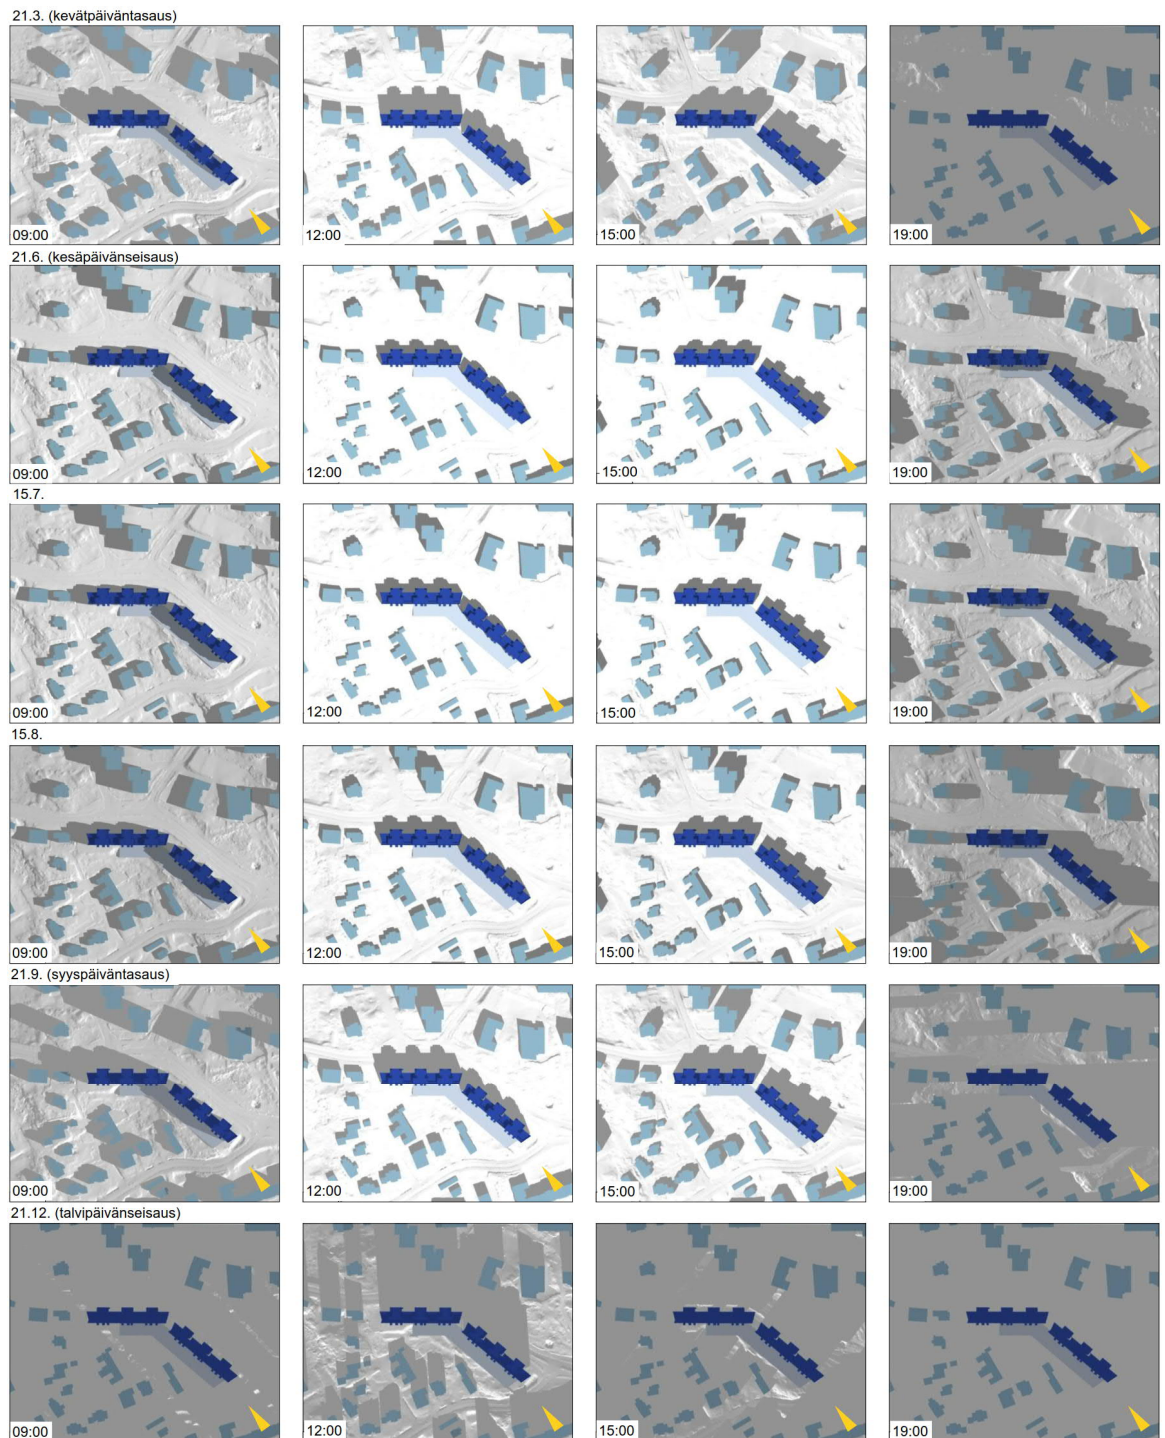 21.3. (kevätpäiväntasaus)
09:00 12:00 15:00 19:00
21.6. (kesäpäivänseisaus)
09:00 12:00 15:00 19:00
15.7.
09:00 12:00 15:00 19:00
15.8.
09:00 12:00 15:00 19:00
21.9. (syyspäiväntasaus)
09:00 12:00 15:00 19:00
21.12. (talvipäivänseisaus)
09:00 12:00 15:00 19:00